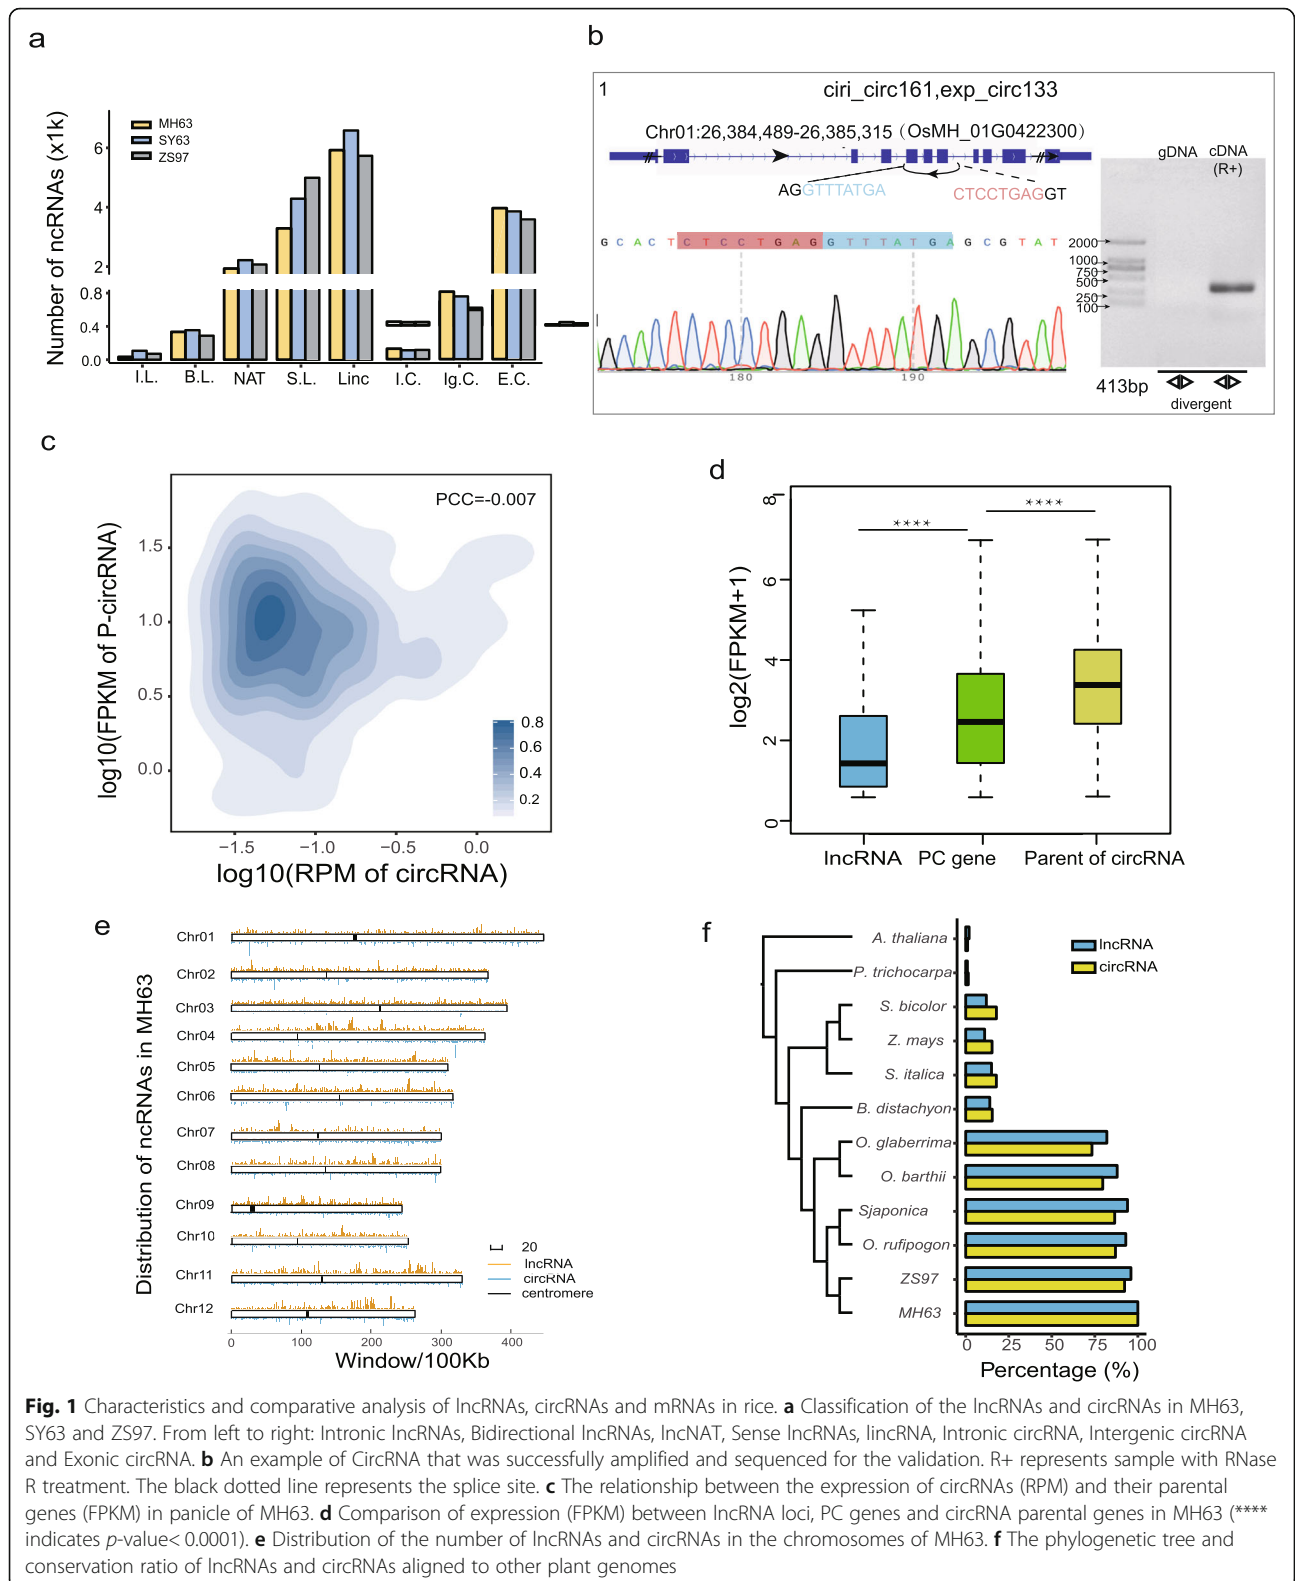 a
Number of ncRNAs (x1k)
MH63
SY63
ZS97
6
4
2
0.8
0.4
0.0
I.L. B.L. NAT S.L. Linc I.C. Ig.C. E.C.
b
1
ciri_circ161,exp_circ133
Chr01:26,384,489-26,385,315 (OsMH_01G0422300)
AGGTTTATGA
CTCCTGAGGT
GCACTCTCCTGAGGTTTATGAGCGTAT
180 190
gDNA cDNA
(R+)
2000
1000
750
500
250
100
413bp
divergent
c
PCC=-0.007
log10(FPKM of P-circRNA)
1.5
1.0
0.5
0.0
0.8
0.6
0.4
0.2
−1.5 −1.0 −0.5 0.0
log10(RPM of circRNA)
d
log2(FPKM+1)
8
6
4
2
0
****
****
lncRNA PC gene Parent of circRNA
e
Distribution of ncRNAs in MH63
Chr01
Chr02
Chr03
Chr04
Chr05
Chr06
Chr07
Chr08
Chr09
Chr10
Chr11
Chr12
20
lncRNA
circRNA
centromere
0 100 200 300 400
Window/100Kb
f
lncRNA
circRNA
A. thaliana
P. trichocarpa
S. bicolor
Z. mays
S. italica
B. distachyon
O. glaberrima
O. barthii
Sjaponica
O. rufipogon
ZS97
MH63
0 25 50 75 100
Percentage (%)
Fig. 1 Characteristics and comparative analysis of lncRNAs, circRNAs and mRNAs in rice. a Classification of the lncRNAs and circRNAs in MH63,
SY63 and ZS97. From left to right: Intronic lncRNAs, Bidirectional lncRNAs, lncNAT, Sense lncRNAs, lincRNA, Intronic circRNA, Intergenic circRNA
and Exonic circRNA. b An example of CircRNA that was successfully amplified and sequenced for the validation. R+ represents sample with RNase
R treatment. The black dotted line represents the splice site. c The relationship between the expression of circRNAs (RPM) and their parental
genes (FPKM) in panicle of MH63. d Comparison of expression (FPKM) between lncRNA loci, PC genes and circRNA parental genes in MH63 (****
indicates p-value< 0.0001). e Distribution of the number of lncRNAs and circRNAs in the chromosomes of MH63. f The phylogenetic tree and
conservation ratio of lncRNAs and circRNAs aligned to other plant genomes